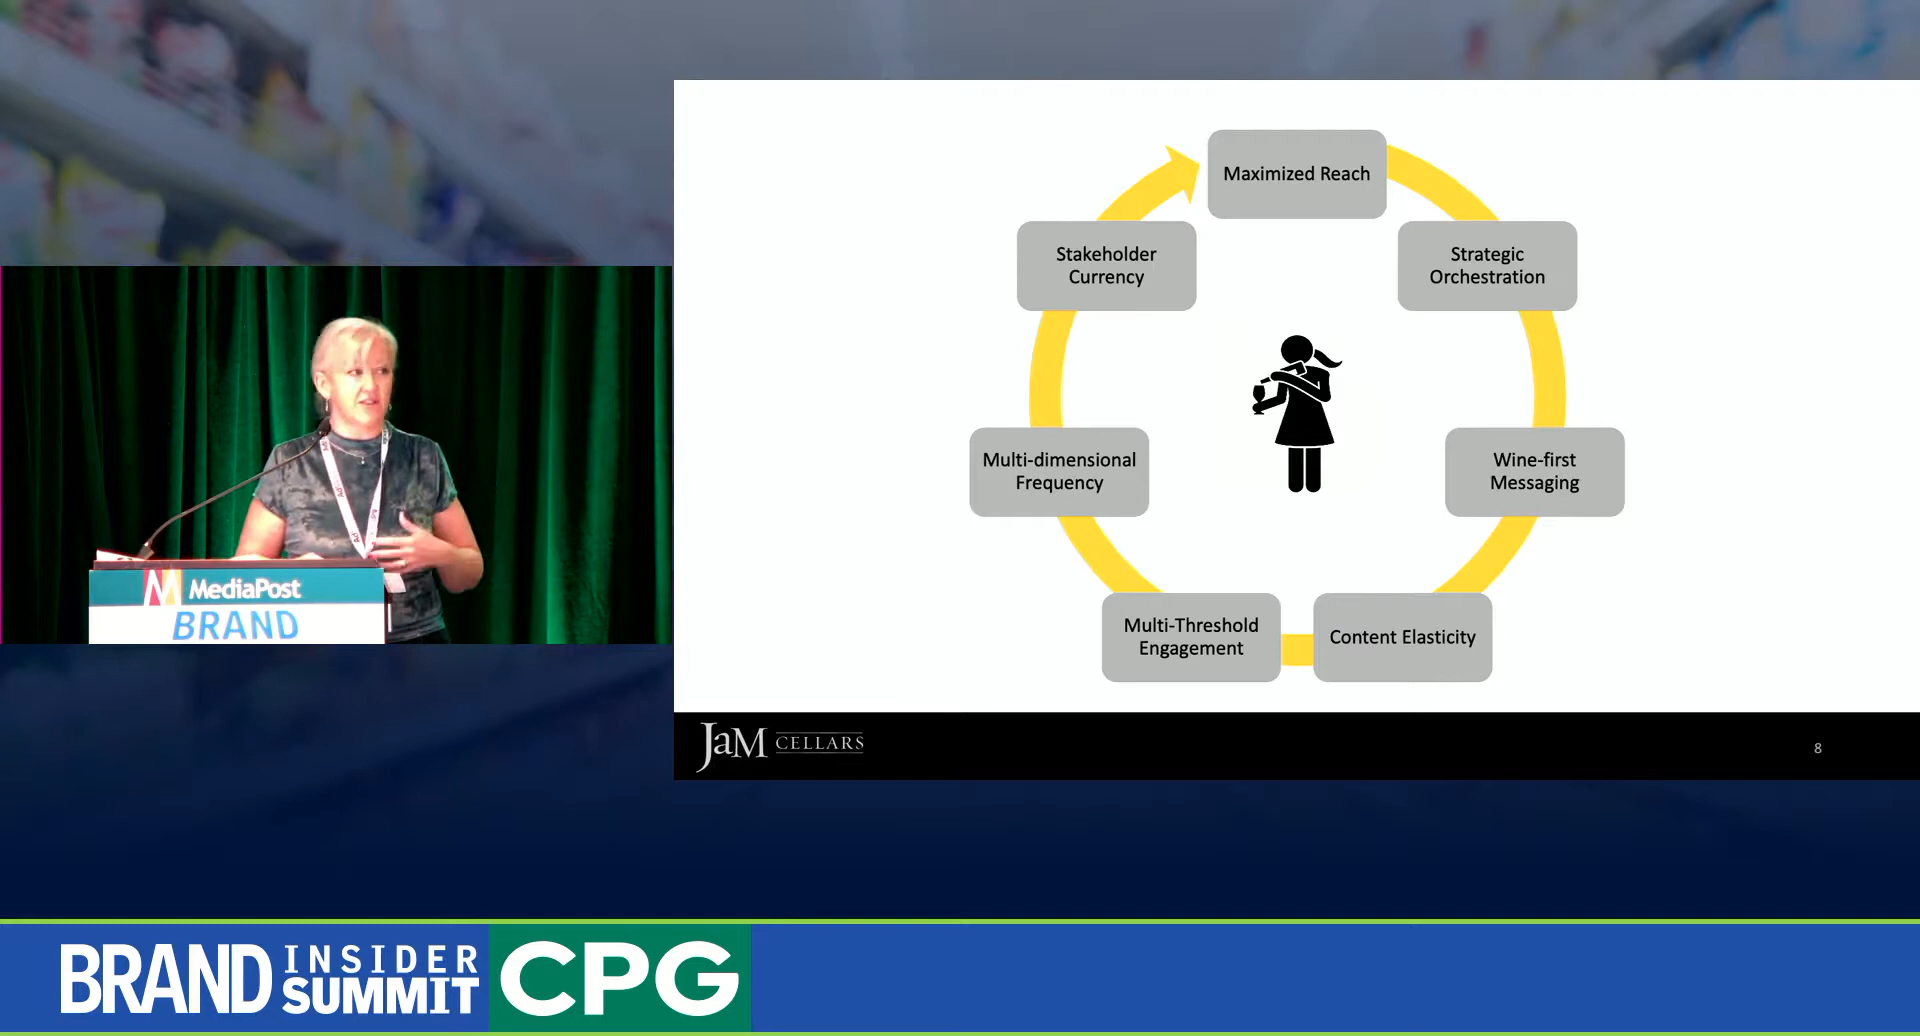 Maximized Reach
Strategic
Orchestration
Wine-first
Messaging
Content Elasticity
Multi-Threshold
Engagement
Multi-dimensional
Frequency
Stakeholder
Currency
JaM CELLARS
8
MediaPost
BRAND
BRAND INSIDER
SUMMIT
CPG